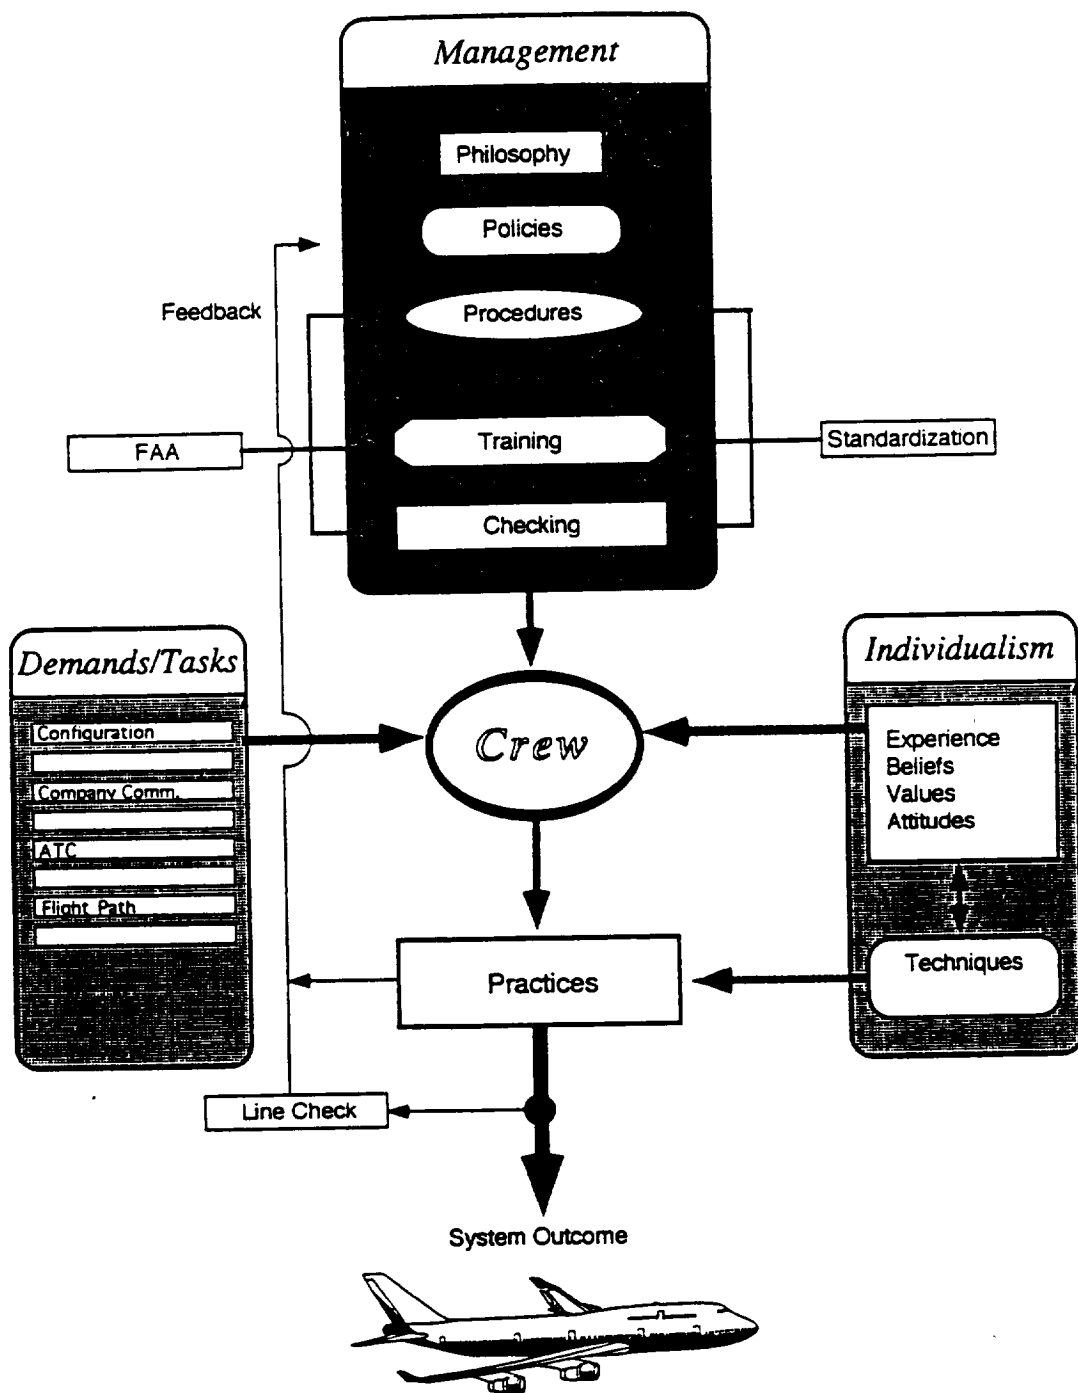 Management
Philosophy
Policies
Feedback
Procedures
FAA
Training
Standardization
Checking
Demands/Tasks
Individualism
Configuration
Company Comm.
ATC
Flight Path
Crew
Experience
Beliefs
Values
Attitudes
Techniques
Practices
Line Check
System Outcome